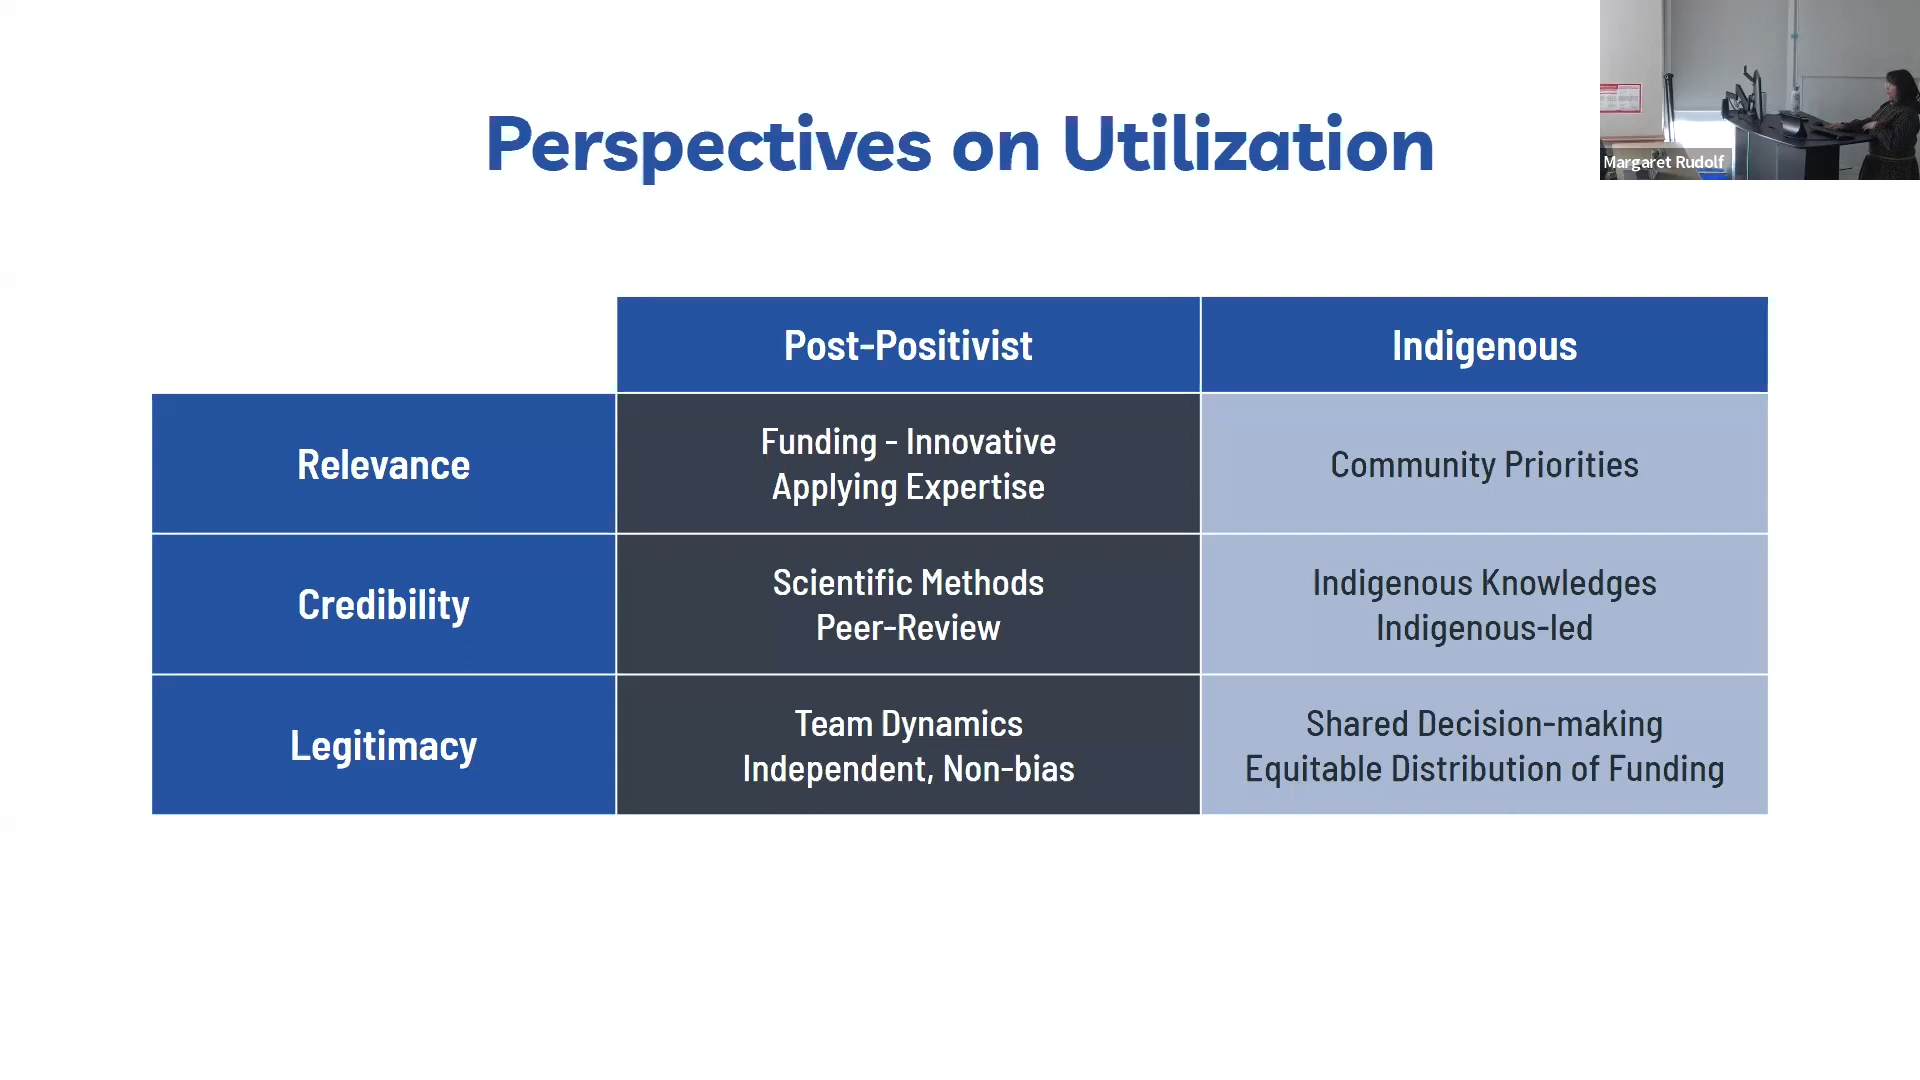 Perspectives on Utilization
Margaret Rudolf
Post-Positivist
Indigenous
Relevance
Funding - Innovative
Applying Expertise
Community Priorities
Credibility
Scientific Methods
Peer-Review
Indigenous Knowledges
Indigenous-led
Legitimacy
Team Dynamics
Independent, Non-bias
Shared Decision-making
Equitable Distribution of Funding